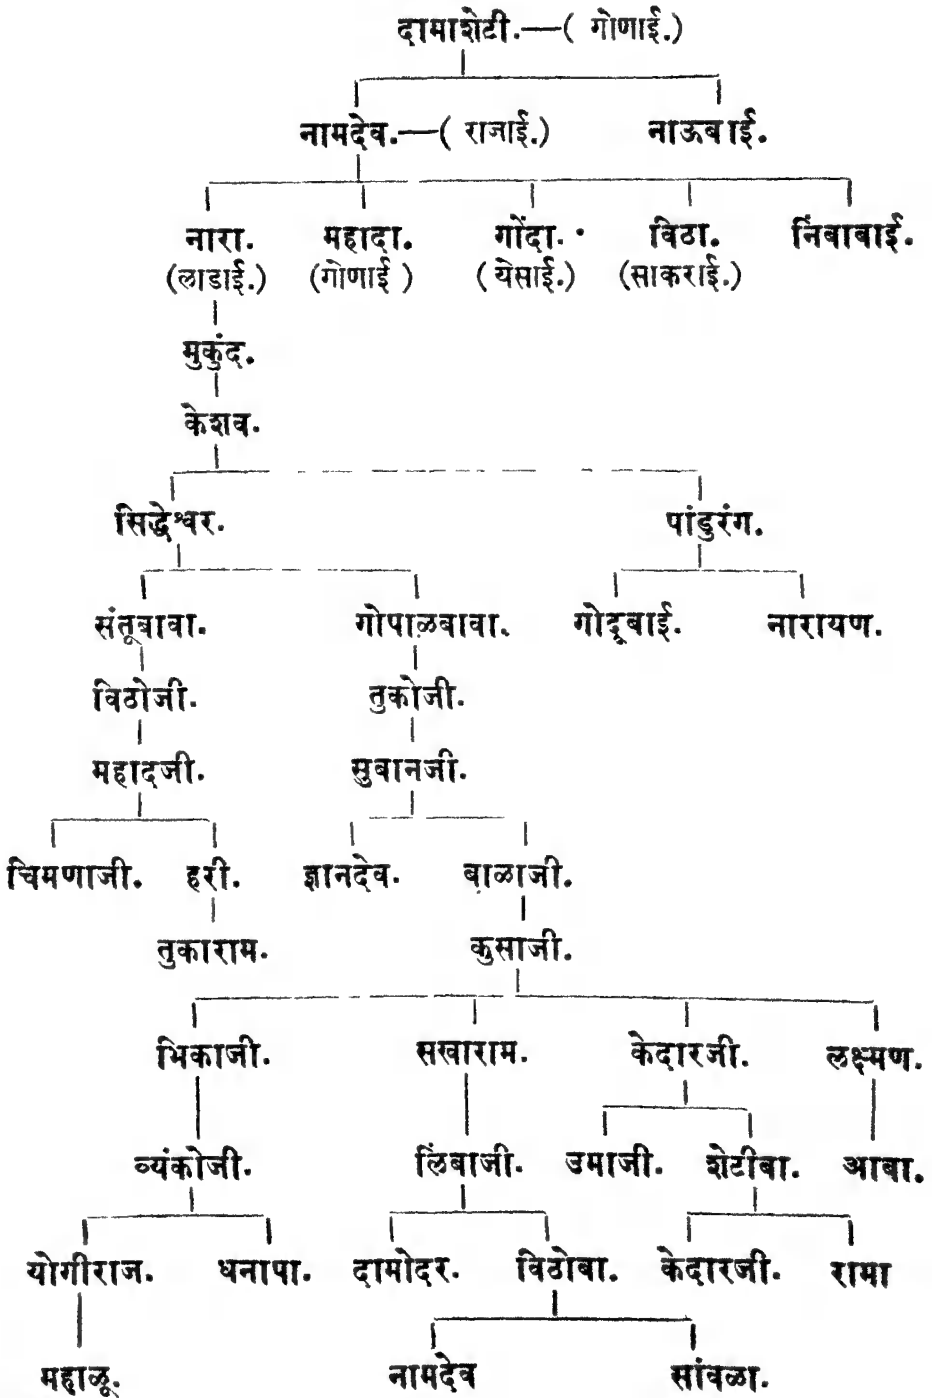 दामाशेटी.—( गोणाई.)
नामदेव.—( राजाई.) नाऊबाई.
नारा. महादा. गोंदा. विठा. निंबाबाई.
(लाडाई.) (गोणाई ) (येसाई.) (साकराई.)
मुकुंद.
केशव.
सिद्धेश्वर. पांडुरंग.
संतूबावा. गोपाळबावा. गोदूबाई. नारायण.
विठोजी. तुकोजी.
महादजी. सुबानजी.
चिमणाजी. हरी. ज्ञानदेव. बाळाजी.
तुकाराम. कुसाजी.
भिकाजी. सखाराम. केदारजी. लक्ष्मण.
व्यंकोजी. लिंबाजी. उमाजी. शेटीबा. आबा.
योगीराज. धनापा. दामोदर. विठोबा. केदारजी. रामा
महाळू. नामदेव सांवळा.